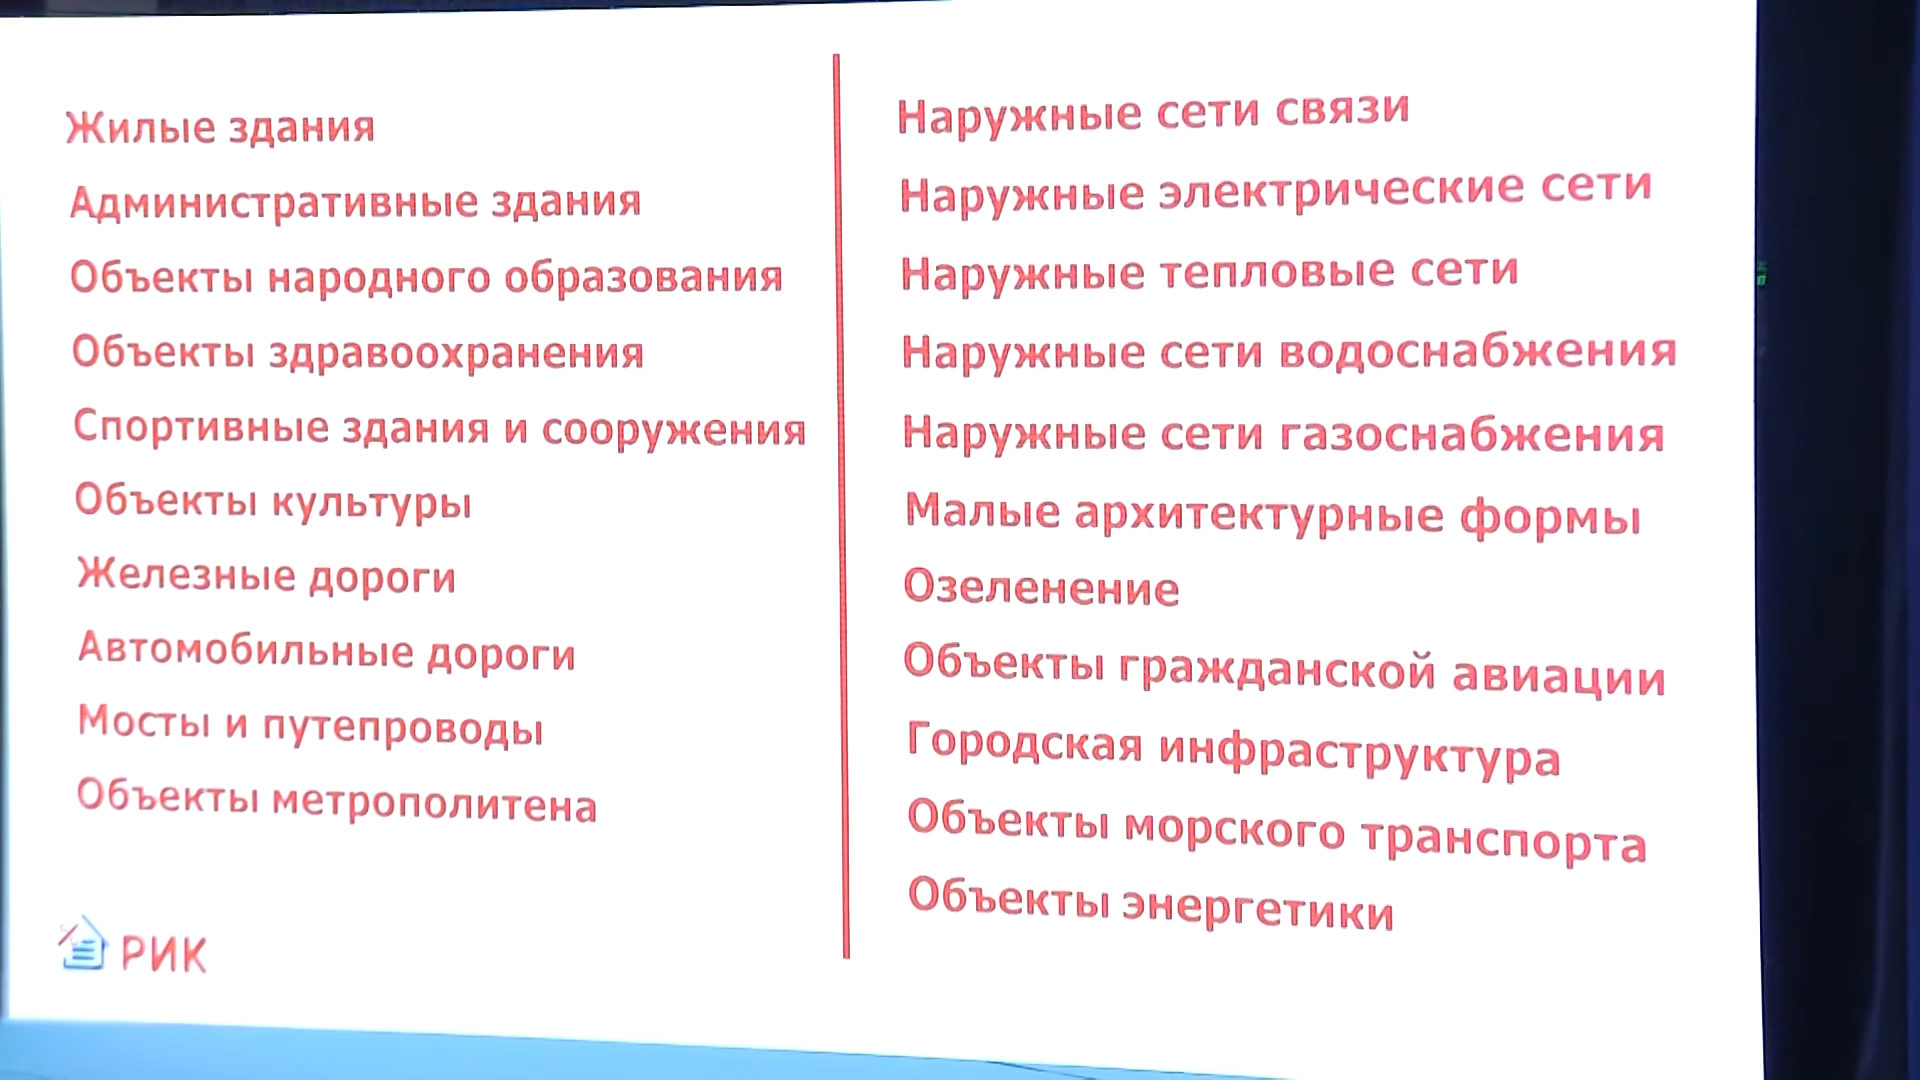 Жилые здания
Административные здания
Объекты народного образования
Объекты здравоохранения
Спортивные здания и сооружения
Объекты культуры
Железные дороги
Автомобильные дороги
Мосты и путепроводы
Объекты метрополитена
РИК
Наружные сети связи
Наружные электрические сети
Наружные тепловые сети
Наружные сети водоснабжения
Наружные сети газоснабжения
Малые архитектурные формы
Озеленение
Объекты гражданской авиации
Городская инфраструктура
Объекты морского транспорта
Объекты энергетики